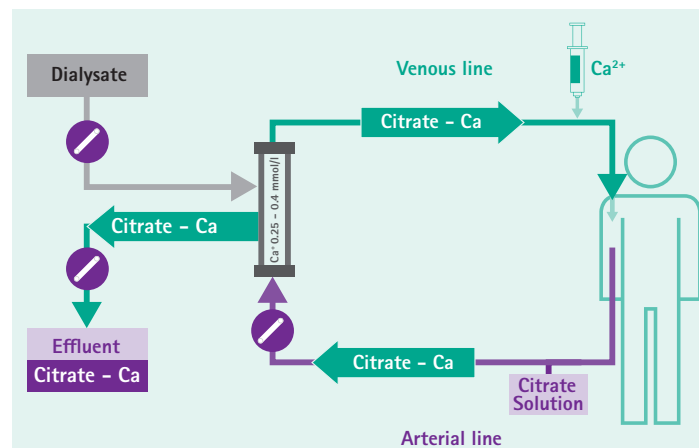 Dialysate
Venous line
Ca²⁺
Citrate – Ca
Ca⁺ 0.25 – 0.4 mmol/l
Citrate – Ca
Effluent
Citrate – Ca
Citrate – Ca
Citrate
Solution
Arterial line